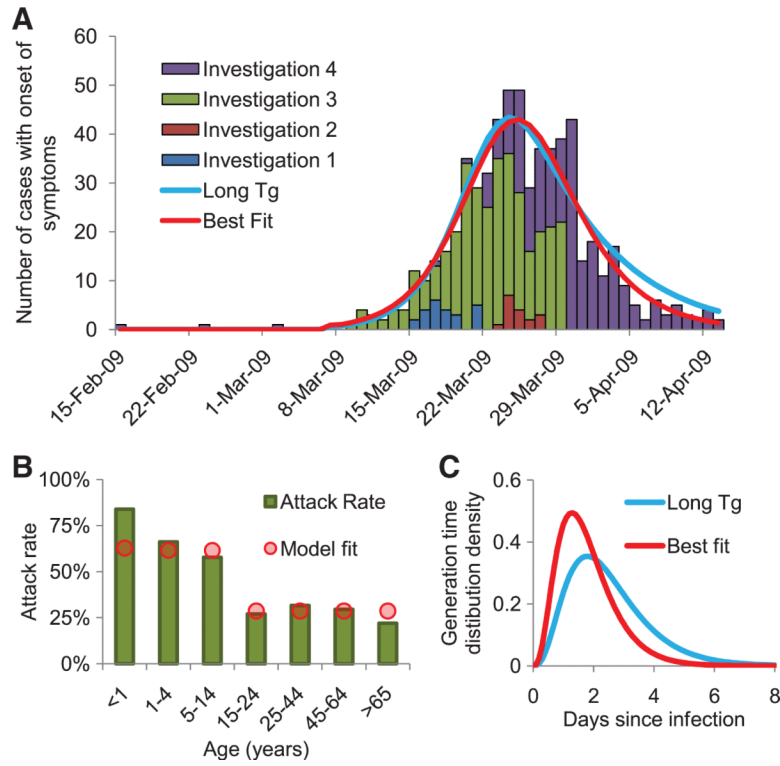 A
Number of cases with onset of
symptoms
60
50
40
30
20
10
0
Investigation 4
Investigation 3
Investigation 2
Investigation 1
Long Tg
Best Fit
15-Feb-09
22-Feb-09
1-Mar-09
8-Mar-09
15-Mar-09
22-Mar-09
29-Mar-09
5-Apr-09
12-Apr-09
B
Attack rate
100%
75%
50%
25%
0%
Attack Rate
Model fit
<1
1-4
5-14
15-24
25-44
45-64
>65
Age (years)
C
Generation time
distibution density
0.6
0.4
0.2
0
Long Tg
Best fit
0
2
4
6
8
Days since infection